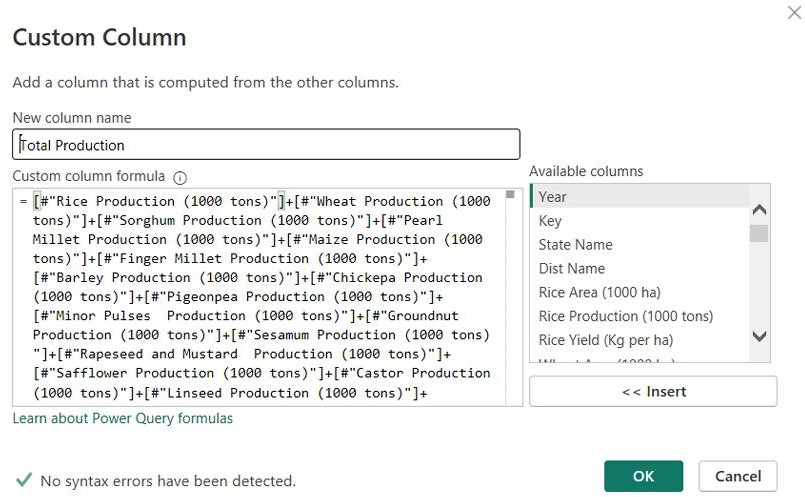 Custom Column
Add a column that is computed from the other columns.
New column name
Total Production
Custom column formula
= [#"Rice Production (1000 tons)"]+[#"Wheat Production (1000
tons)"]+[#"Sorghum Production (1000 tons)"]+[#"Pearl
Millet Production (1000 tons)"]+[#"Maize Production (1000
tons)"]+[#"Finger Millet Production (1000 tons)"]+
[#"Barley Production (1000 tons)"]+[#"Chickepa Production
(1000 tons)"]+[#"Pigeonpea Production (1000 tons)"]+
[#"Minor Pulses  Production (1000 tons)"]+[#"Groundnut
Production (1000 tons)"]+[#"Sesamum Production (1000 tons)
"]+[#"Rapeseed and Mustard  Production (1000 tons)"]+
[#"Safflower Production (1000 tons)"]+[#"Castor Production
(1000 tons)"]+[#"Linseed Production (1000 tons)"]+
Available columns
Year
Key
State Name
Dist Name
Rice Area (1000 ha)
Rice Production (1000 tons)
Rice Yield (Kg per ha)
<< Insert
Learn about Power Query formulas
No syntax errors have been detected.
OK
Cancel